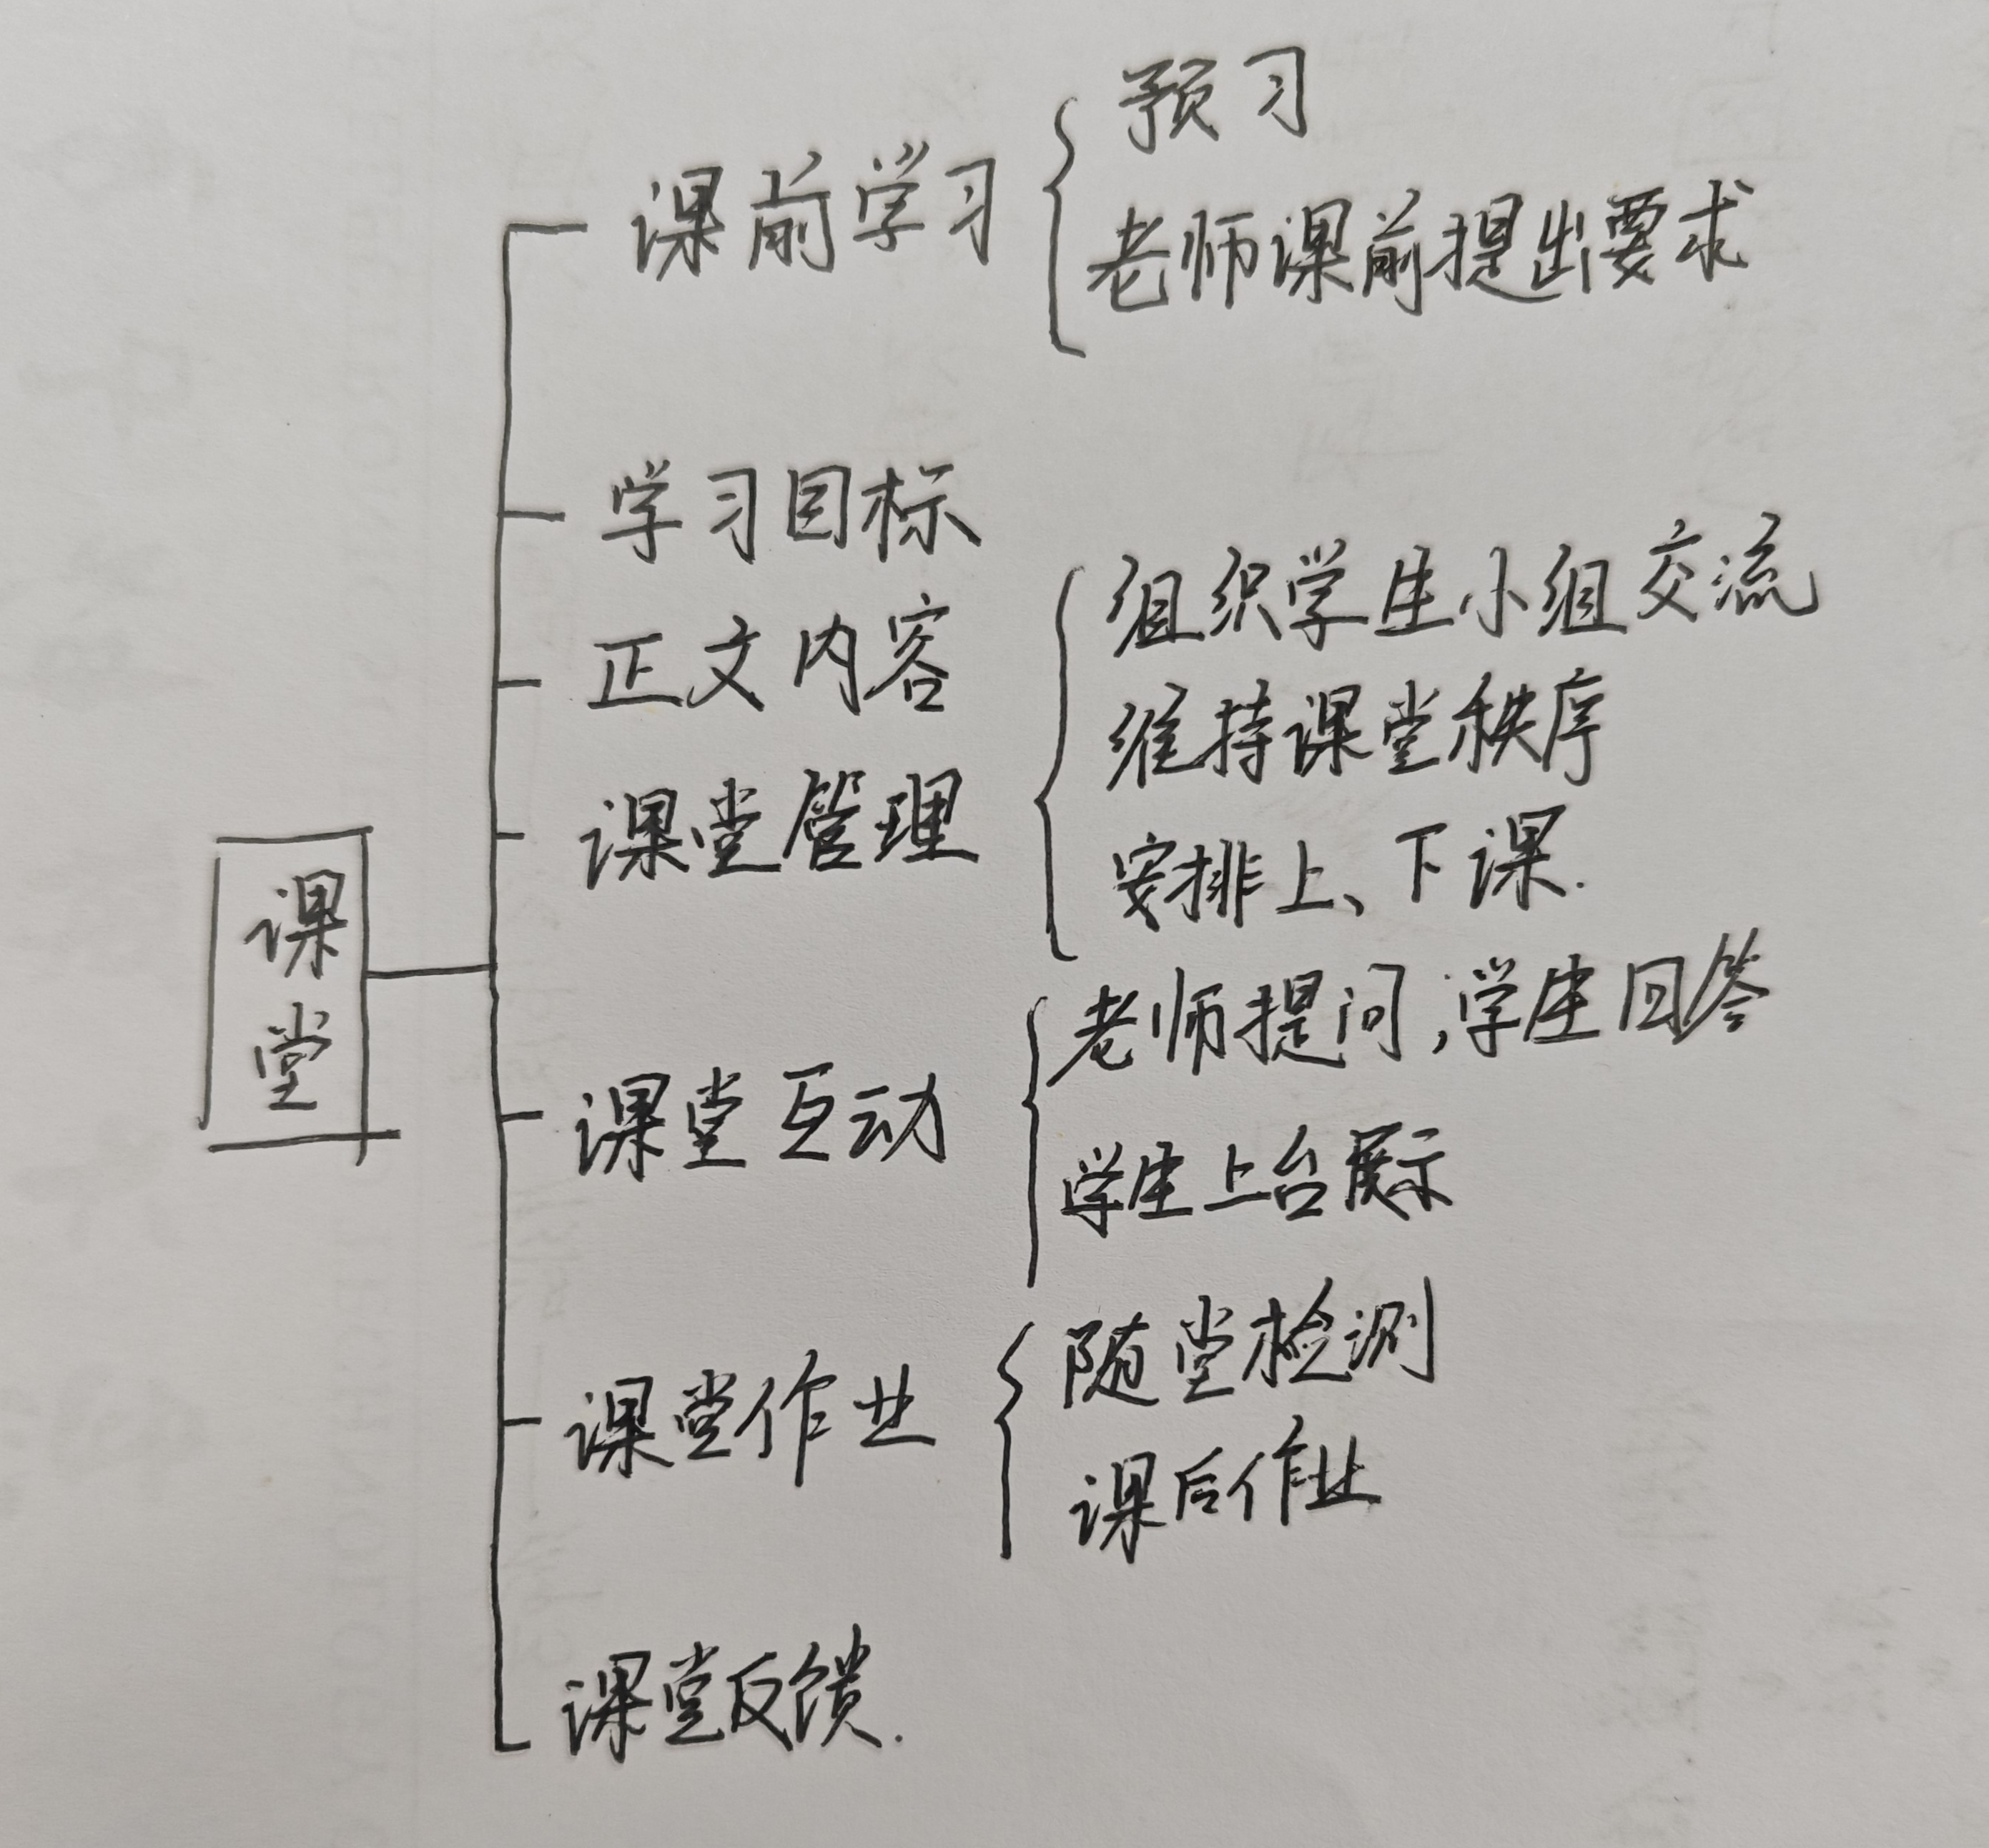 课堂
课前学习
预习
老师课前提出要求
学习目标
正文内容
课堂管理
组织学生小组交流
维持课堂秩序
安排上、下课.
课堂互动
老师提问,学生回答
学生上台展示
课堂作业
随堂检测
课后作业
课堂反馈.